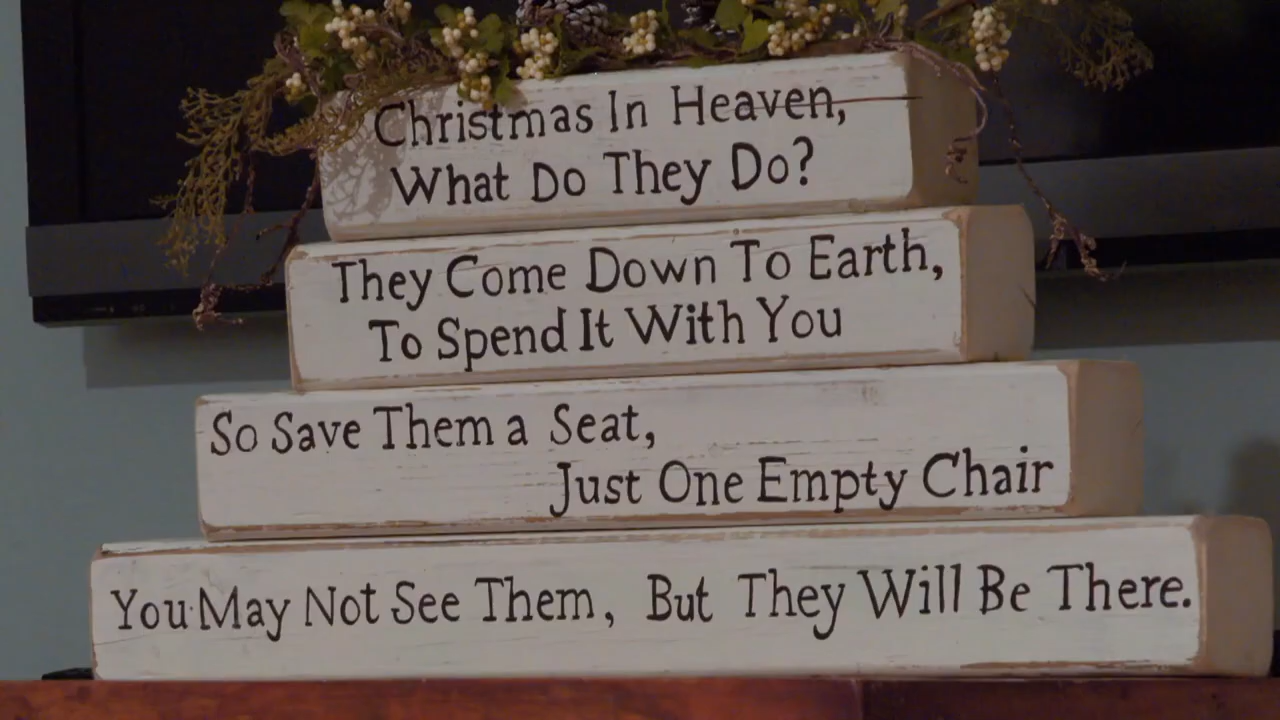 Christmas In Heaven,
What Do They Do?
They Come Down To Earth,
To Spend It With You
So Save Them a Seat,
Just One Empty Chair
You May Not See Them, But They Will Be There.